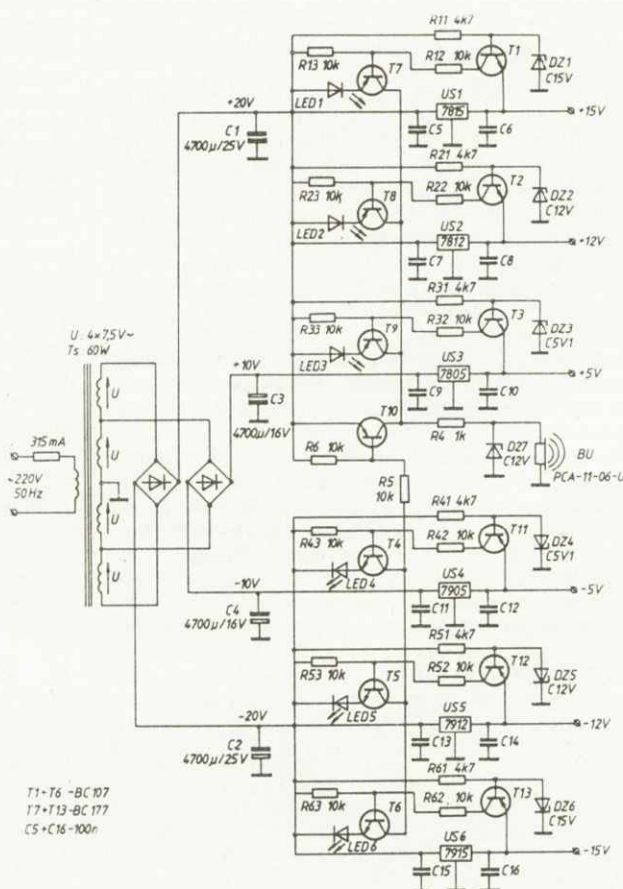 R11 4k7
T1
R13 10k
T7
R12 10k
DZ1
C15V
LED1
+20V
US1
7815
+15V
C1
4700µ/25V
C5
C6
R21 4k7
T2
R23 10k
T8
R22 10k
DZ2
C12V
LED2
US2
7812
+12V
C7
C8
R31 4k7
T3
R33 10k
T9
R32 10k
DZ3
C5V1
LED3
+10V
US3
7805
+5V
C3
4700µ/16V
C9
C10
U: 4×7,5V~
Ts 60W
U
U
U
U
315mA
~220V
50Hz
T10
R4 1k
R6 10k
DZ7
C12V
BU
PCA-11-06-U
R5
10k
R41 4k7
T11
R43 10k
T4
R42 10k
DZ4
C5V1
LED4
-10V
US4
7905
-5V
C4
4700µ/16V
C11
C12
R51 4k7
T12
R53 10k
T5
R52 10k
DZ5
C12V
LED5
-20V
US5
7912
-12V
C2
4700µ/25V
C13
C14
R61 4k7
T13
R63 10k
T6
R62 10k
DZ6
C15V
LED6
US6
7915
-15V
C15
C16
T1÷T6 -BC107
T7÷T13-BC177
C5÷C16-100n